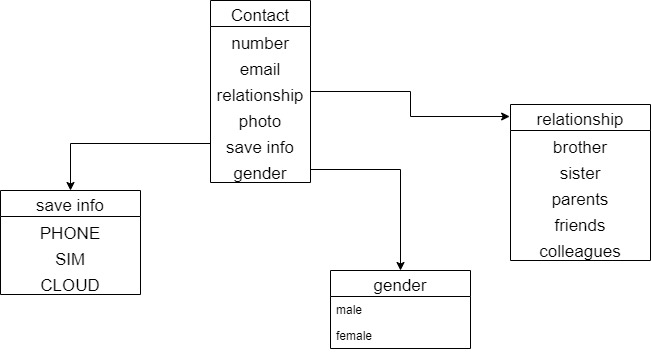 Contact
number
email
relationship
photo
save info
gender
relationship
brother
sister
parents
friends
colleagues
save info
PHONE
SIM
CLOUD
gender
male
female